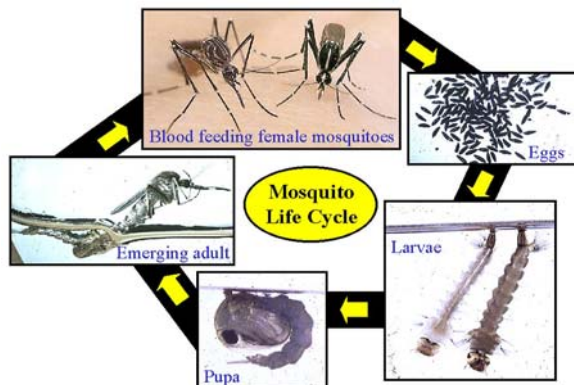 Blood feeding female mosquitoes
Eggs
Mosquito
Life Cycle
Emerging adult
Larvae
Pupa